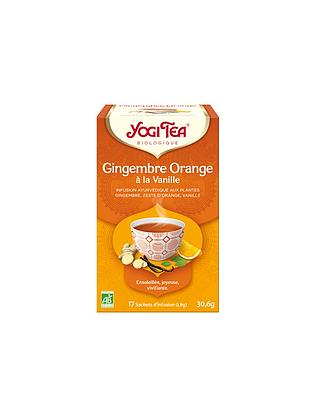 YOGI TEA
BIOLOGIQUE
Gingembre Orange
à la Vanille
INFUSION AYURVÉDIQUE AUX PLANTES
GINGEMBRE, ZESTE D'ORANGE, VANILLE
Ensoleillée, joyeuse,
vivifiante.
17 Sachets d'infusion (1,8g)
30,6g
AB